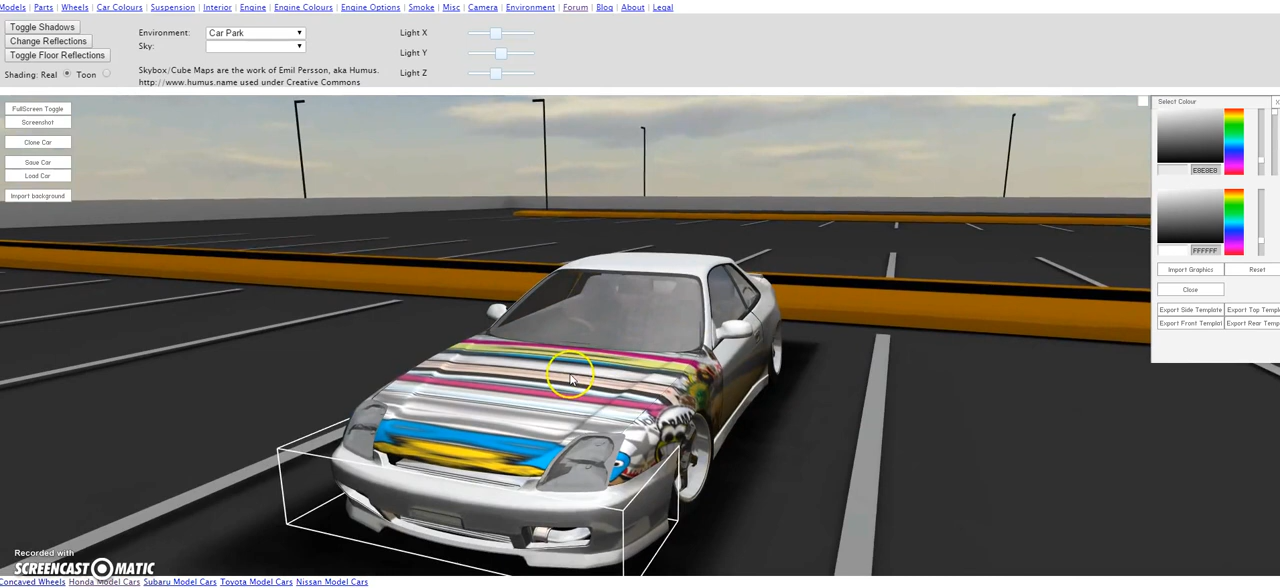 Models | Parts | Wheels | Car Colours | Suspension | Interior | Engine | Engine Colours | Engine Options | Smoke | Misc | Camera | Environment | Forum | Blog | About | Legal
Toggle Shadows
Change Reflections
Toggle Floor Reflections
Shading: Real Toon
Environment: Car Park
Sky:
Skybox/Cube Maps are the work of Emil Persson, aka Humus.
http://www.humus.name used under Creative Commons
Light X
Light Y
Light Z
FullScreen Toggle
Screenshot
Clone Car
Save Car
Load Car
Import background
Select Colour X
E8E8E8
FFFFFF
Import Graphics Reset
Close
Export Side Template Export Top Templ
Export Front Templat Export Rear Temp
Recorded with
SCREENCAST MATIC
Concaved Wheels Honda Model Cars Subaru Model Cars Toyota Model Cars Nissan Model Cars